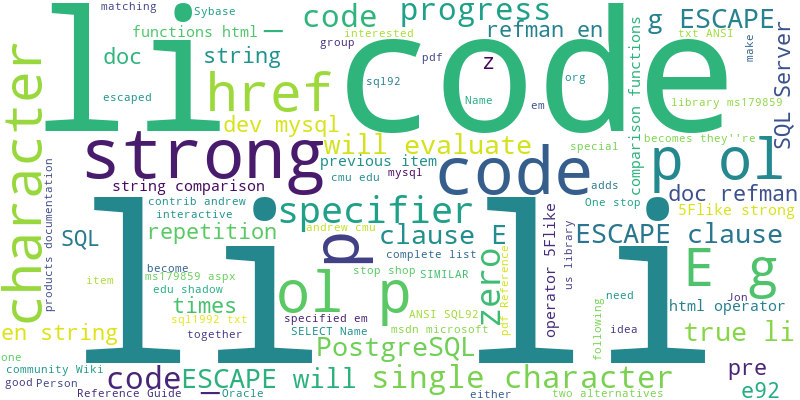 matching
Sybase
code
progress
refman en
g ESCAPE
functions html
group
interested
txt ANSI
li code
doc
string
z
pdf
sql92
org
make
SQL Server
comparison functions
character
escaped
href
Name
em
library ms179859
dev mysql
strong
will evaluate
becomes they''re
special
previous item
code
p ol
cmu edu
mysql
string comparison
adds
doc refman
contrib andrew
One stop
5Flike strong
interactive
specifier
li li
products documentation
SQL
repetition
andrew cmu
p
clause E
operator 5Flike
us library
ESCAPE clause
complete list
become
ms179859 aspx
stop shop
SIMILAR
E g
item
edu shadow
ol p
zero
pdf Reference
need
Jon
html operator
times
specified em
ANSI SQL92
sql1992 txt
en string
together
SELECT Name
msdn microsoft
following
idea
true li
one
PostgreSQL
community Wiki
code
ESCAPE will
single character
pre
good
Person
Reference Guide
Oracle
either
two alternatives
e92